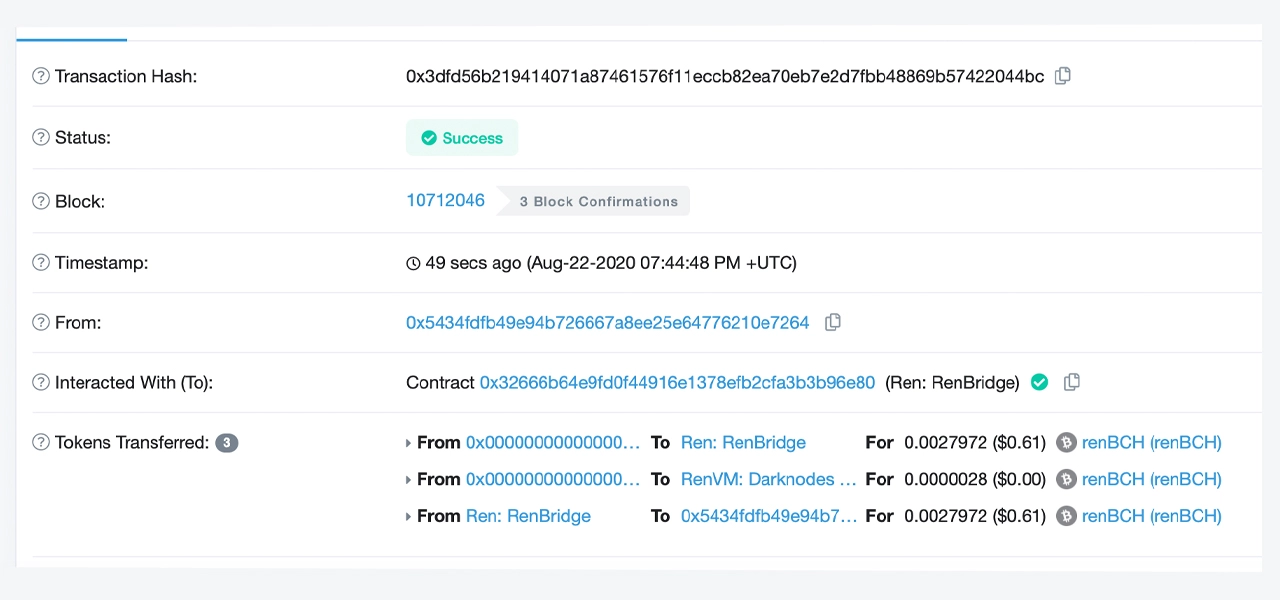 Transaction Hash: 0x3dfd56b219414071a87461576f11eccb82ea70eb7e2d7fbb48869b57422044bc
Status: Success
Block: 10712046 3 Block Confirmations
Timestamp: 49 secs ago (Aug-22-2020 07:44:48 PM +UTC)
From: 0x5434fdfb49e94b726667a8ee25e64776210e7264
Interacted With (To): Contract 0x32666b64e9fd0f44916e1378efb2cfa3b3b96e80 (Ren: RenBridge)
Tokens Transferred: 3 From 0x00000000000000... To Ren: RenBridge For 0.0027972 ($0.61) renBCH (renBCH)
From 0x00000000000000... To RenVM: Darknodes ... For 0.0000028 ($0.00) renBCH (renBCH)
From Ren: RenBridge To 0x5434fdfb49e94b7... For 0.0027972 ($0.61) renBCH (renBCH)